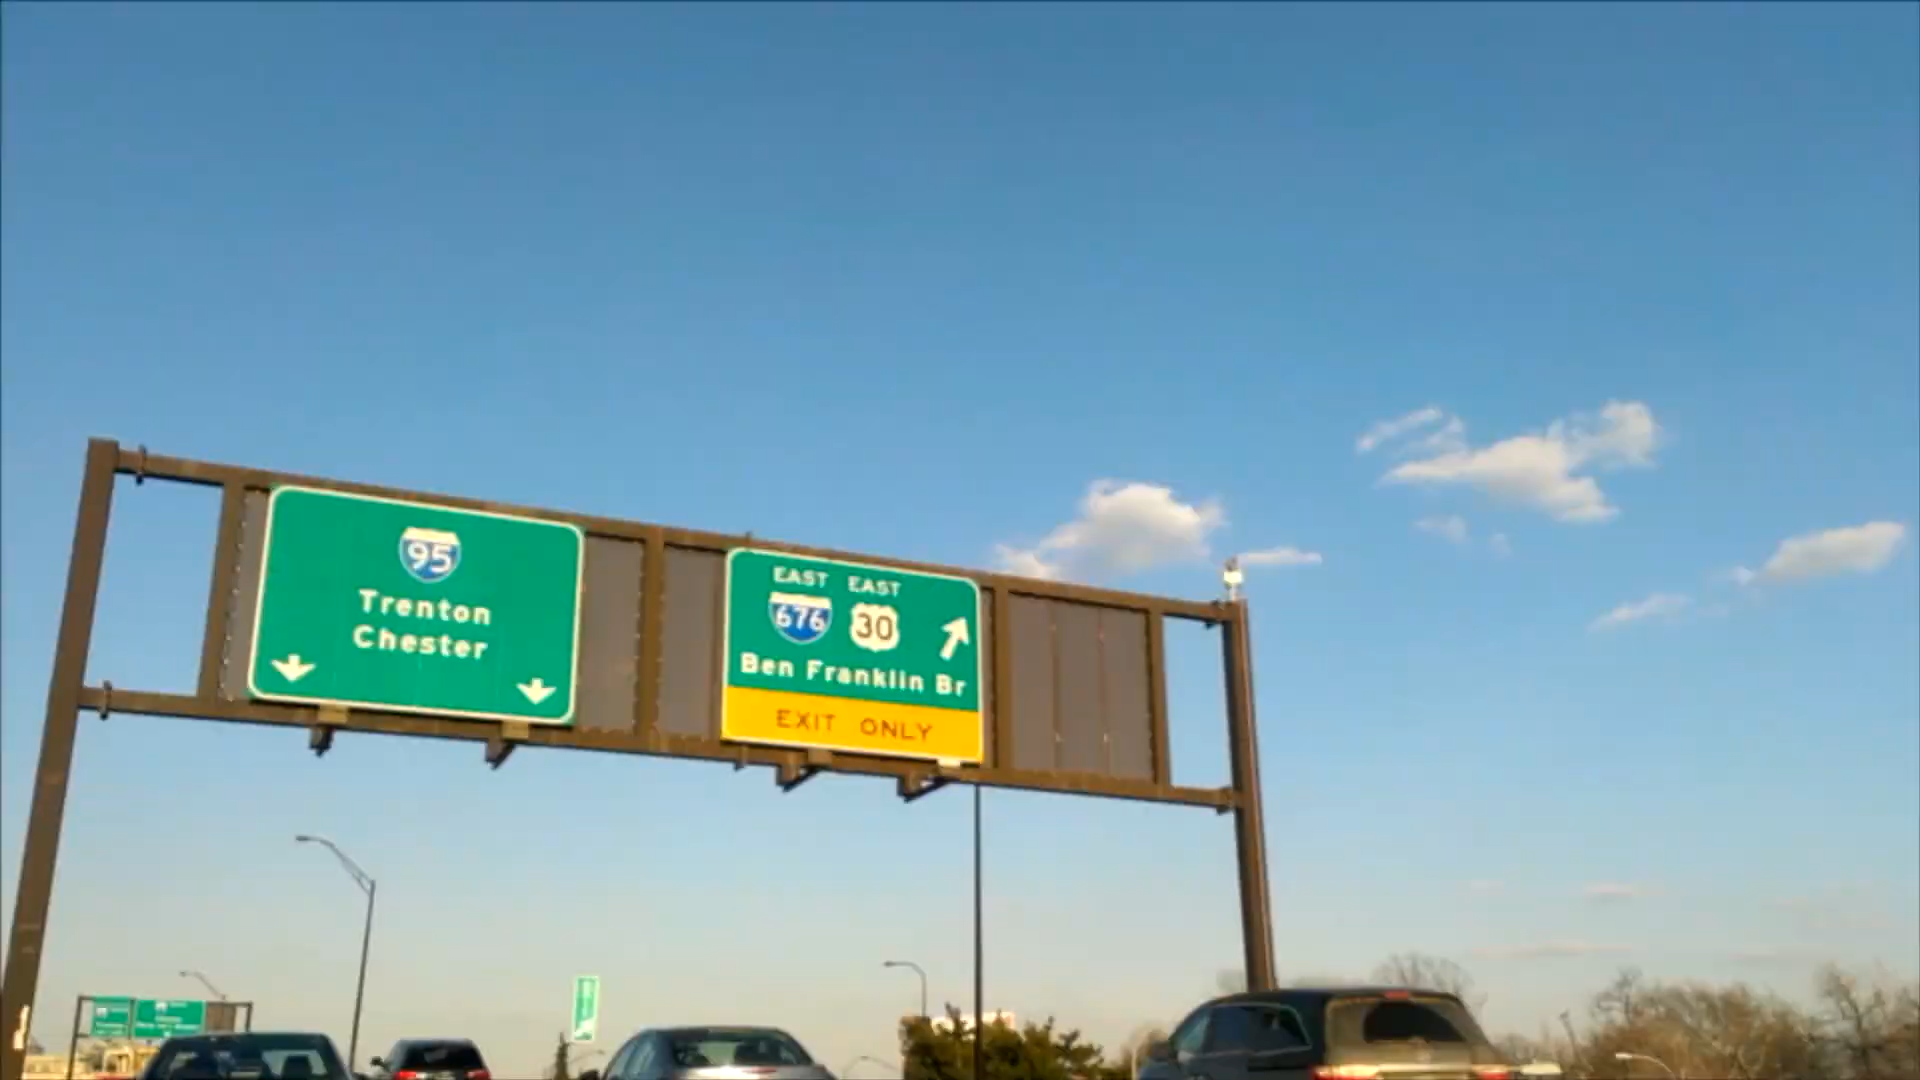 95
Trenton
Chester
EAST EAST
676 30
Ben Franklin Br
EXIT ONLY